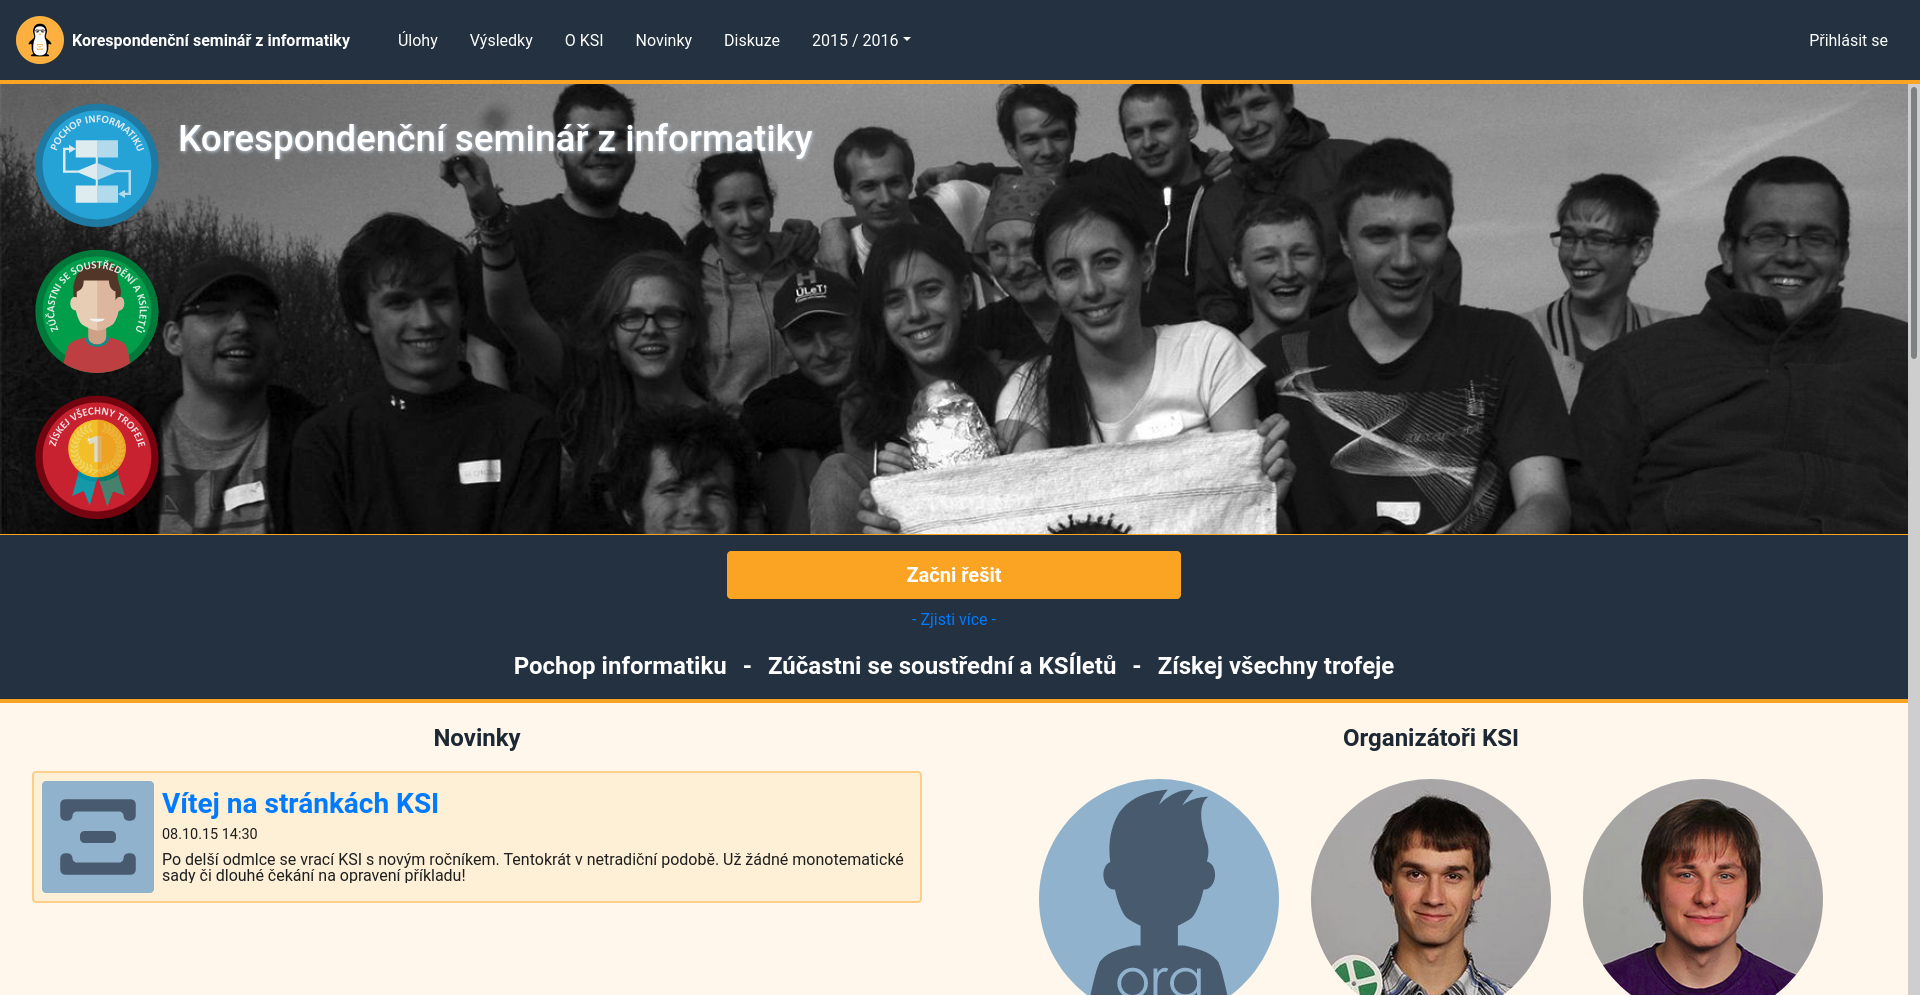 Korespondenční seminář z informatiky
Úlohy
Výsledky
O KSI
Novinky
Diskuze
2015 / 2016
Přihlásit se
POCHOP INFORMATIKU
Korespondenční seminář z informatiky
ZÚČASTNI SE SOUSTŘEDĚNÍ A KSÍLETŮ
ZÍSKEJ VŠECHNY TROFEJE
1
H
ÚLeT!
Začni řešit
- Zjisti více -
Pochop informatiku - Zúčastni se soustřední a KSÍletů - Získej všechny trofeje
Novinky
Organizátoři KSI
Vítej na stránkách KSI
08.10.15 14:30
Po delší odmlce se vrací KSI s novým ročníkem. Tentokrát v netradiční podobě. Už žádné monotematické
sady či dlouhé čekání na opravení příkladu!
org